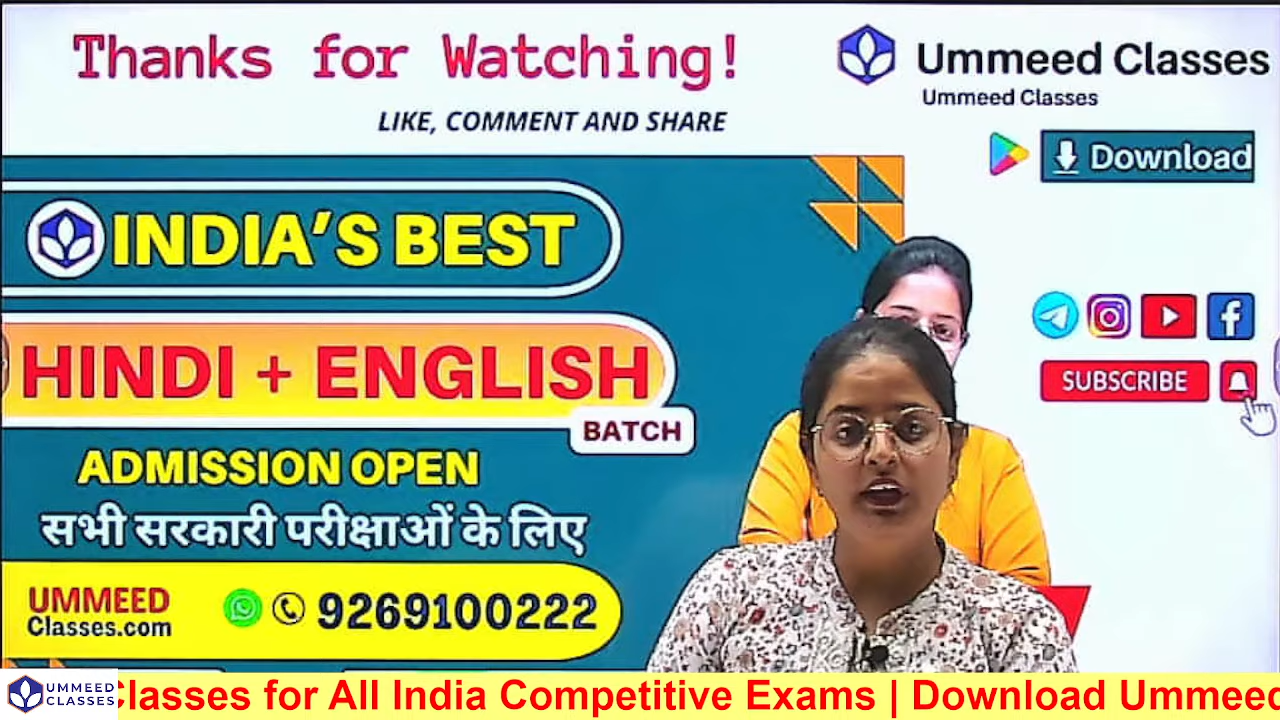 Thanks for Watching!
LIKE, COMMENT AND SHARE
Ummeed Classes
Ummeed Classes
Download
INDIA'S BEST
HINDI + ENGLISH
BATCH
SUBSCRIBE
ADMISSION OPEN
सभी सरकारी परीक्षाओं के लिए
UMMEED
Classes.com
9269100222
UMMEED
CLASSES
Classes for All India Competitive Exams | Download Ummeed